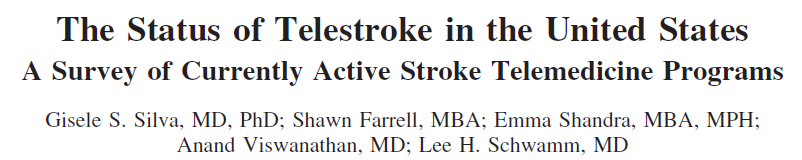 The Status of Telestroke in the United States
A Survey of Currently Active Stroke Telemedicine Programs
Gisele S. Silva, MD, PhD; Shawn Farrell, MBA; Emma Shandra, MBA, MPH;
Anand Viswanathan, MD; Lee H. Schwamm, MD